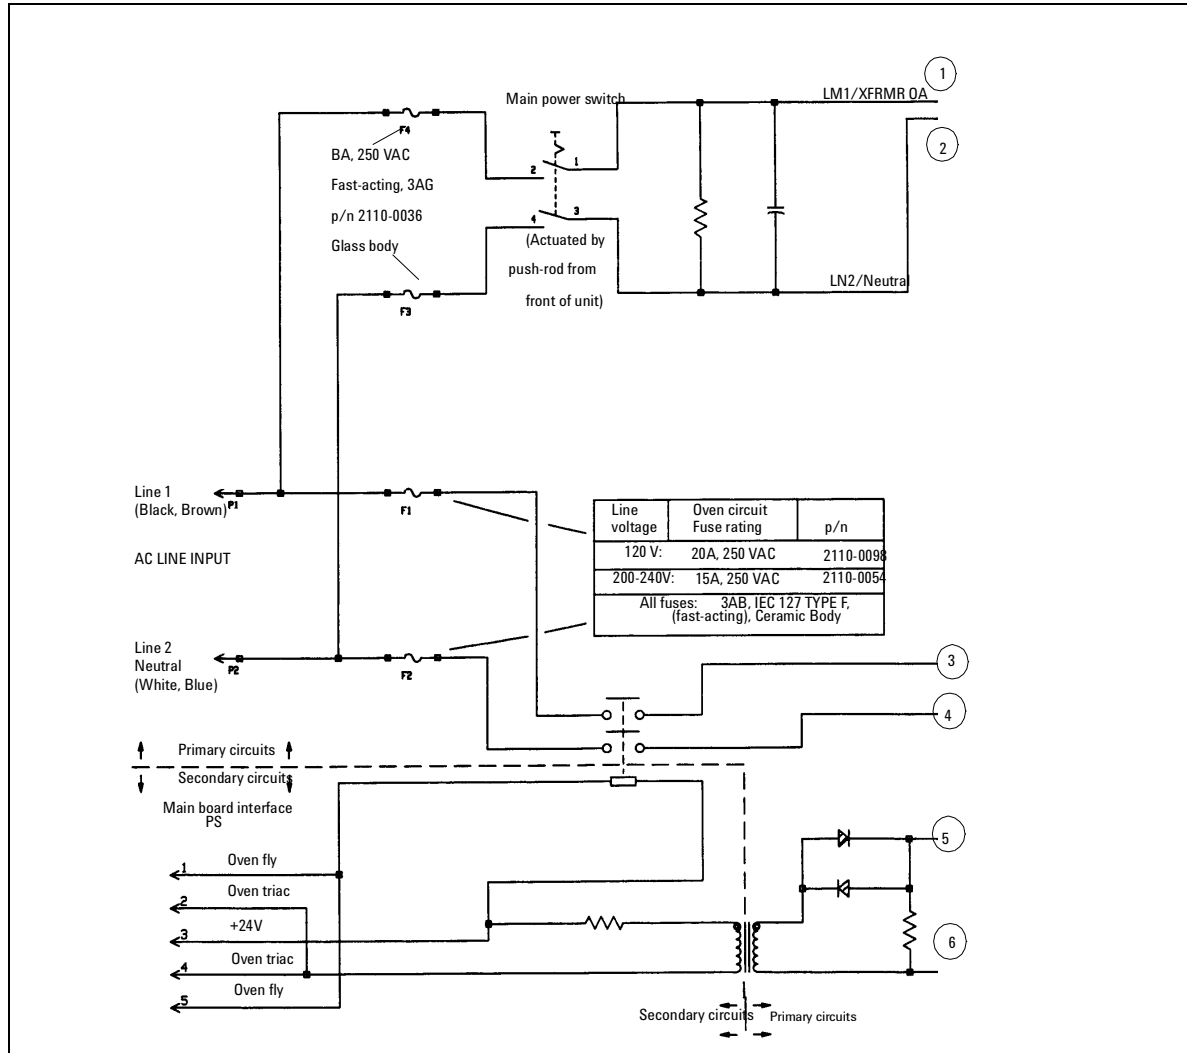 1
LM1/XFRMR 0A
Main power switch
2
F4
BA, 250 VAC
Fast-acting, 3AG
p/n 2110-0036
Glass body
1
2
3
4
(Actuated by
push-rod from
front of unit)
LN2/Neutral
F3
Line 1
(Black, Brown)
P1
F1
AC LINE INPUT
Line voltage	Oven circuit Fuse rating	p/n
120 V:	20A, 250 VAC	2110-0098
200-240V:	15A, 250 VAC	2110-0054
All fuses: 3AB, IEC 127 TYPE F,
(fast-acting), Ceramic Body
Line 2
Neutral
(White, Blue)
P2
F2
3
4
Primary circuits
Secondary circuits
Main board interface
PS
5
1 Oven fly
2 Oven triac
3 +24V
4 Oven triac
5 Oven fly
6
Secondary circuits Primary circuits